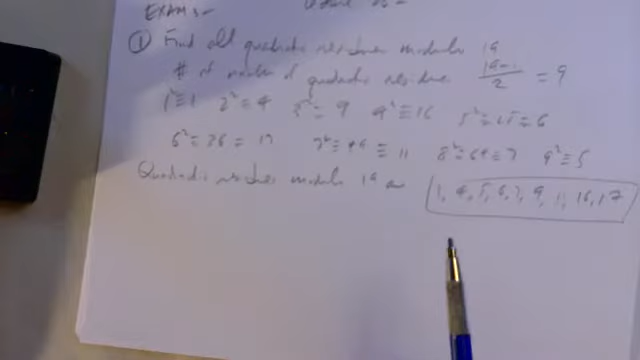 EXAM 5-
① Find all quadratic residues modulo 19
# of quadratic residues (19-1)/2 = 9
1²≡1 2²≡4 3²≡9 4²≡16 5²≡25≡6
6²≡36≡17 7²≡49≡11 8²≡64≡7 9²≡5
Quadratic residues modulo 19 are 1, 4, 5, 6, 7, 9, 11, 16, 17